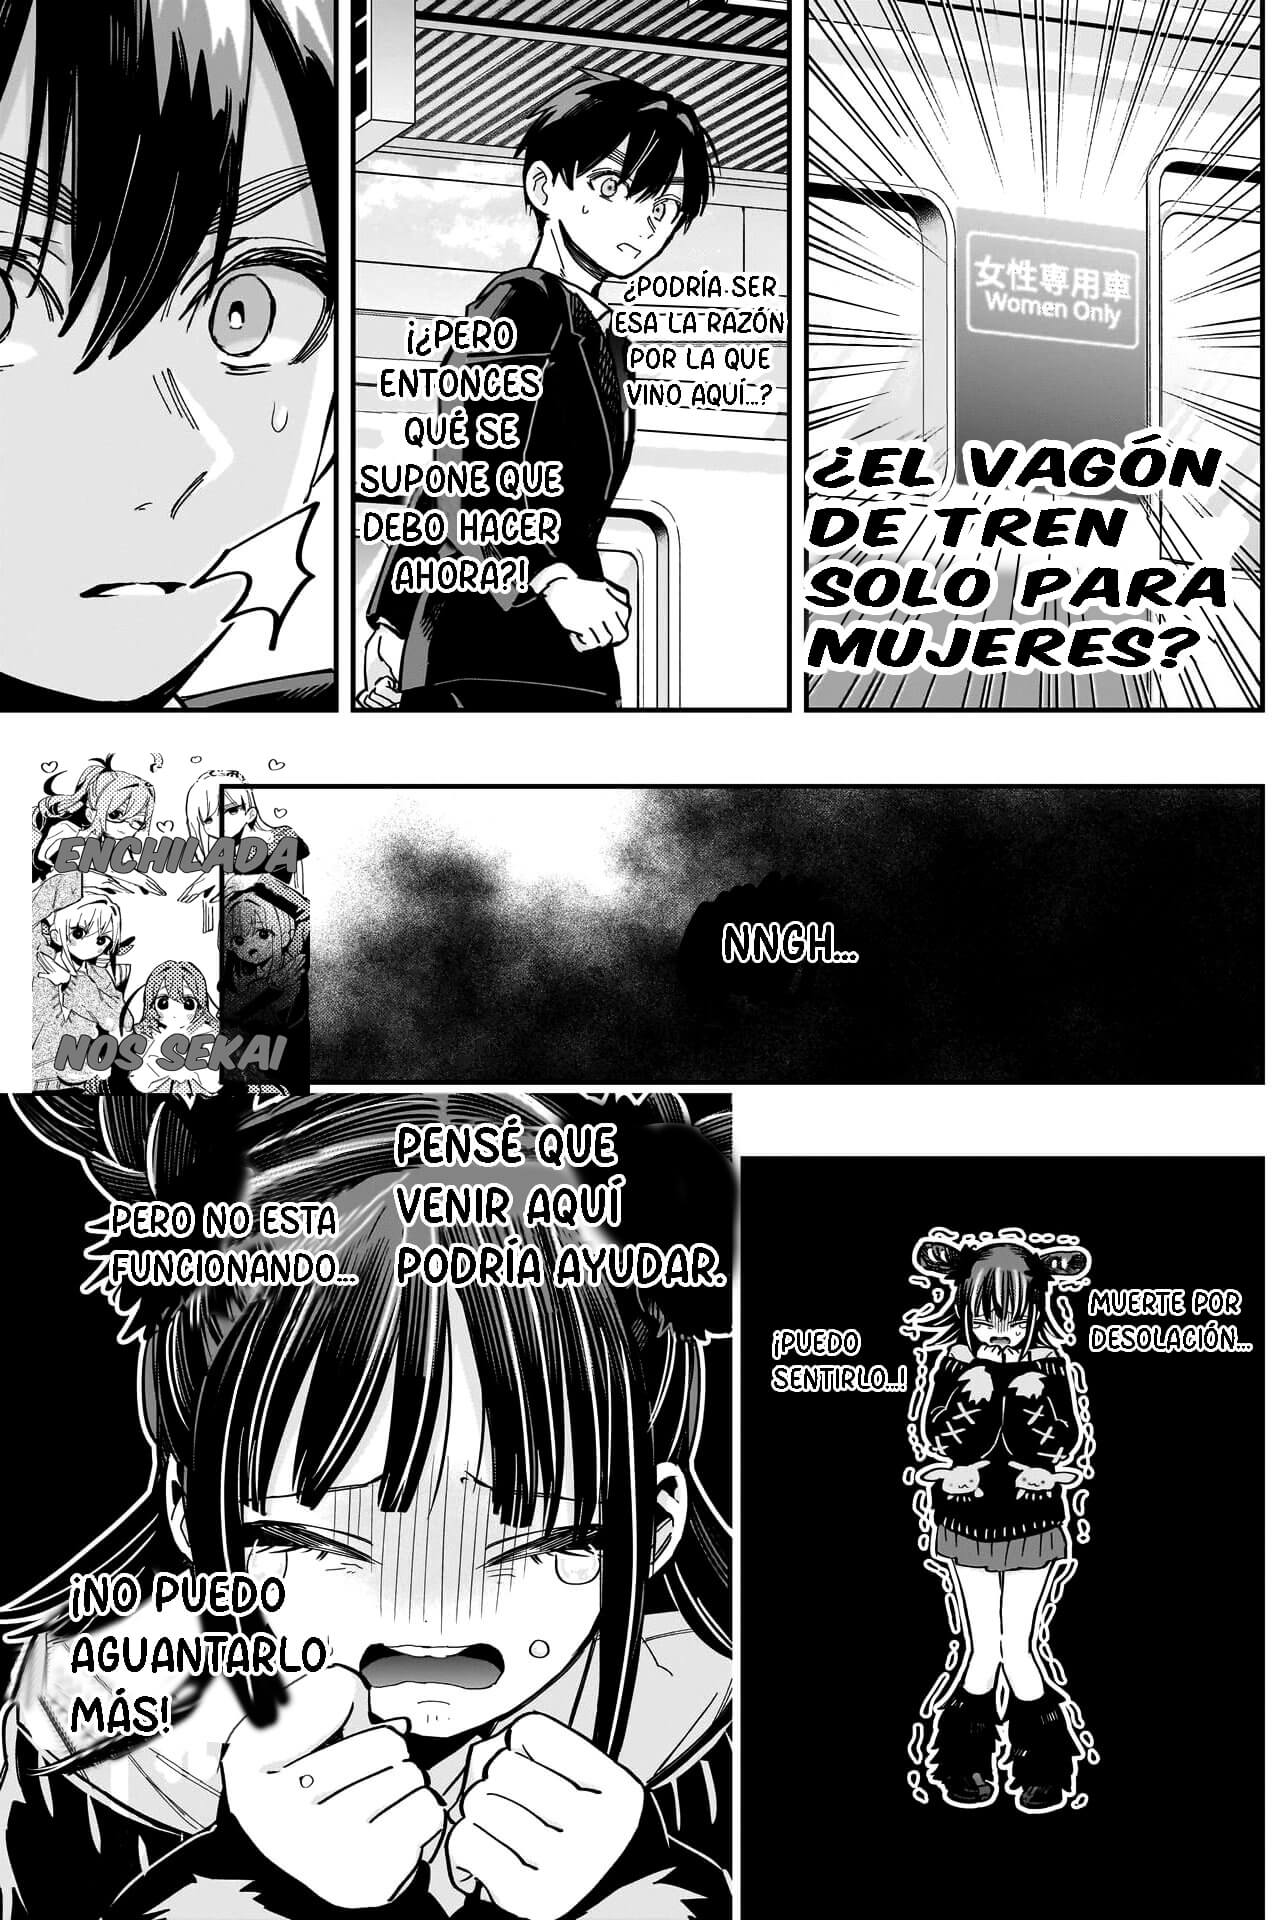 女性専用車
Women Only
¿EL VAGÓN
DE TREN
SOLO PARA
MUJERES?
¿PODRÍA SER
ESA LA RAZÓN
POR LA QUE
VINO AQUÍ...?
¡¿PERO
ENTONCES
QUÉ SE
SUPONE QUE
DEBO HACER
AHORA?!
NNGH...
ENCHILADA
NOS SEKAI
MUERTE POR
DESOLACIÓN...
¡PUEDO
SENTIRLO...!
PENSÉ QUE
VENIR AQUÍ
PODRÍA AYUDAR.
PERO NO ESTA
FUNCIONANDO...
¡NO PUEDO
AGUANTARLO
MÁS!